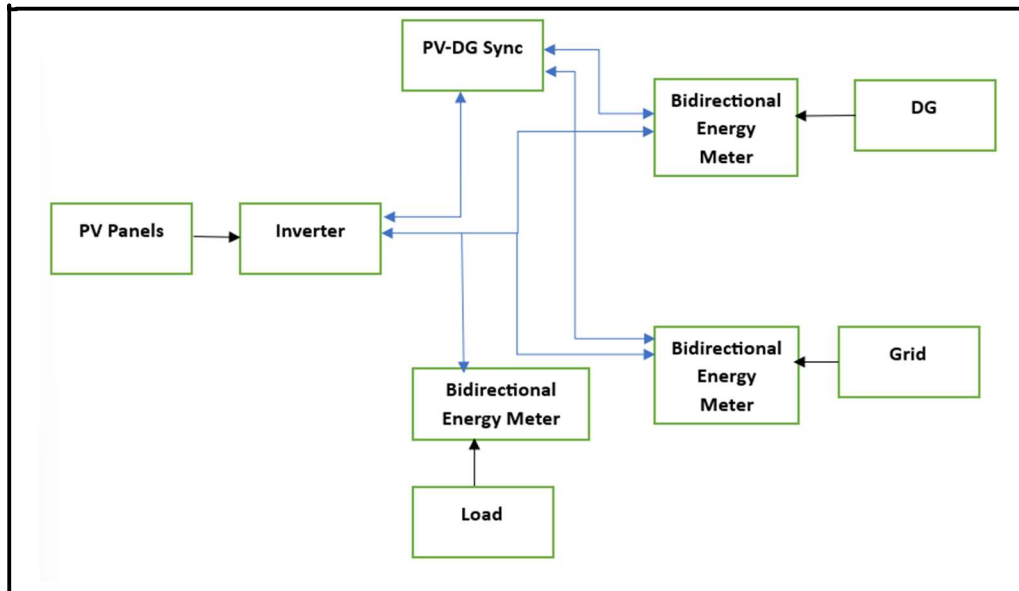 PV-DG Sync
Bidirectional
Energy
Meter
DG
PV Panels
Inverter
Bidirectional
Energy
Meter
Grid
Bidirectional
Energy Meter
Load